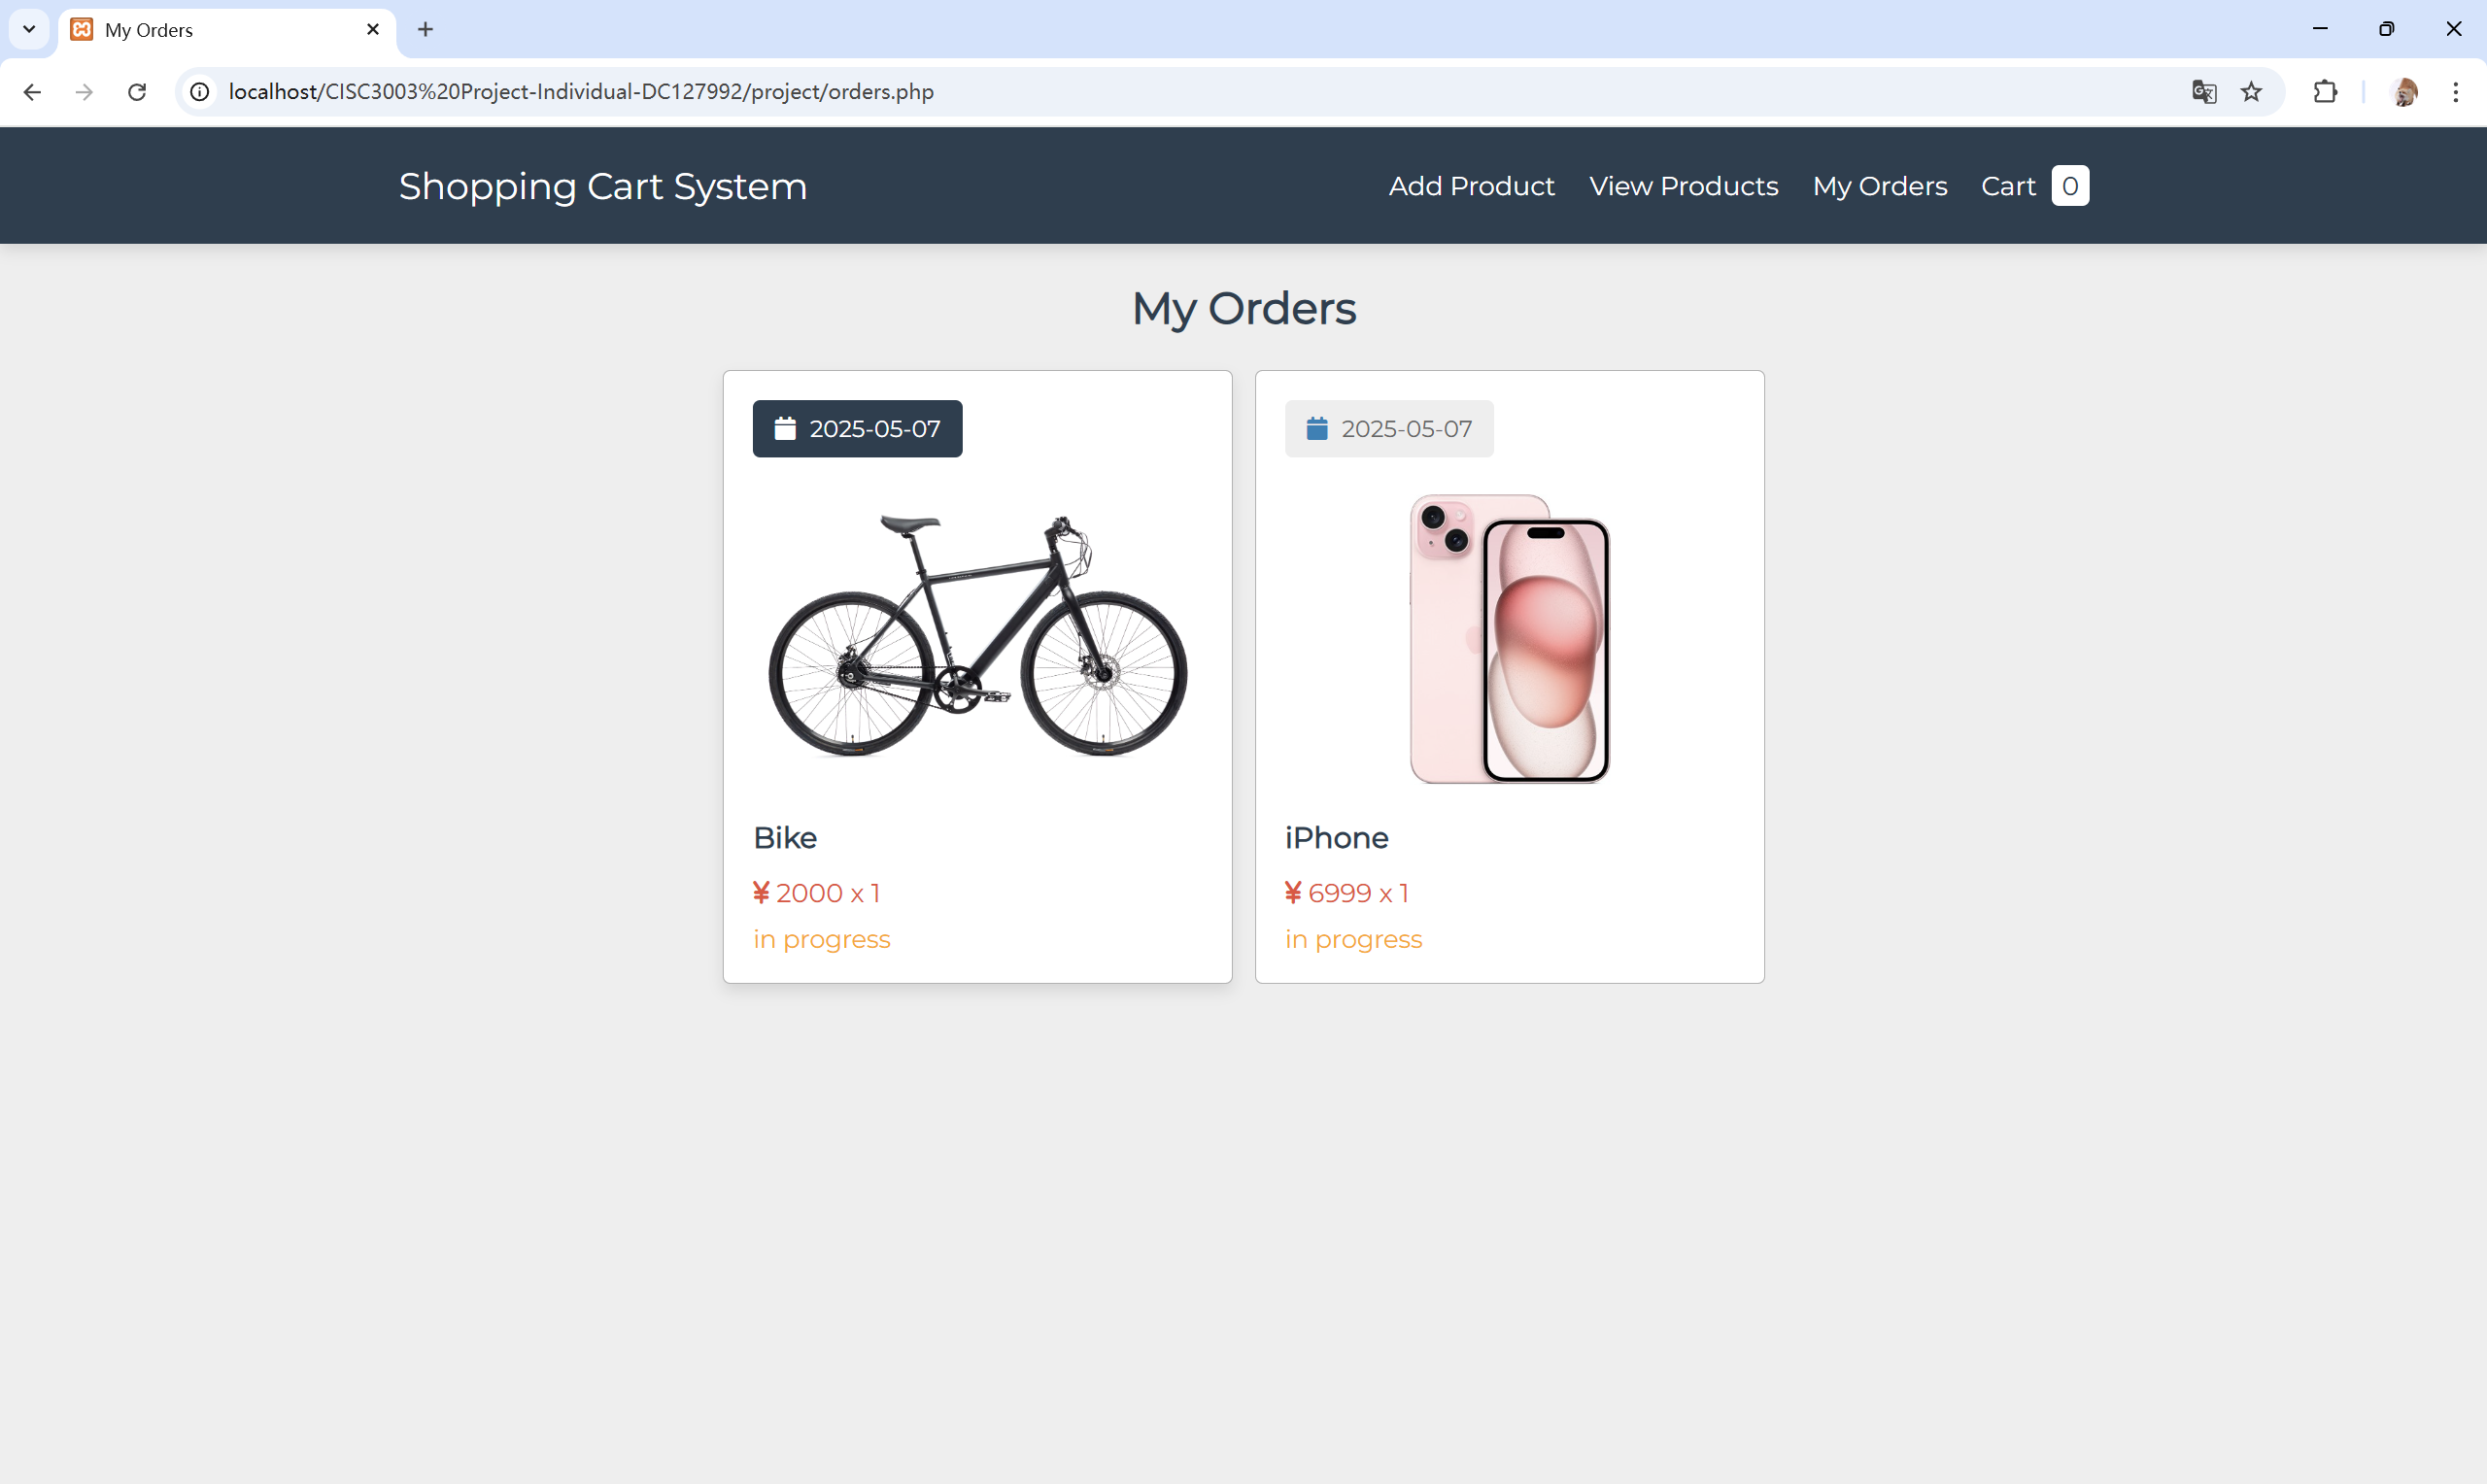 My Orders
localhost/CISC3003%20Project-Individual-DC127992/project/orders.php
Shopping Cart System
Add Product View Products My Orders Cart 0
My Orders
2025-05-07
Bike
¥ 2000 x 1
in progress
2025-05-07
iPhone
¥ 6999 x 1
in progress